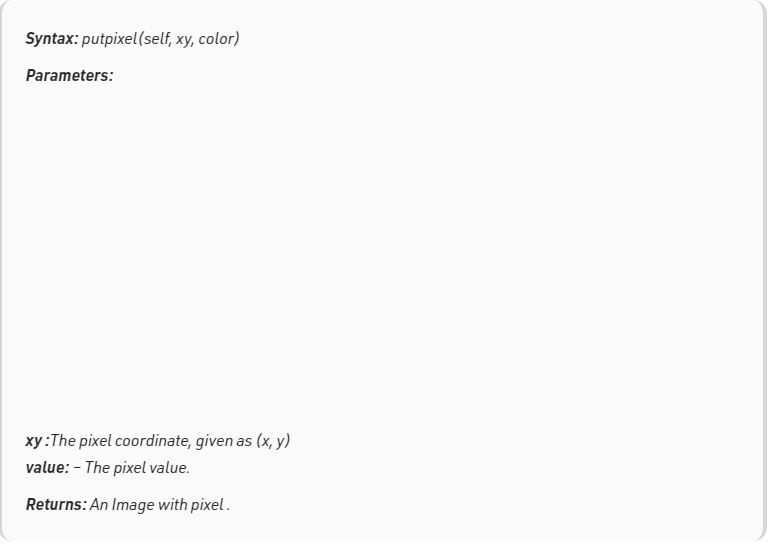 Syntax: putpixel(self, xy, color)
Parameters:
xy :The pixel coordinate, given as (x, y)
value: – The pixel value.
Returns: An Image with pixel .